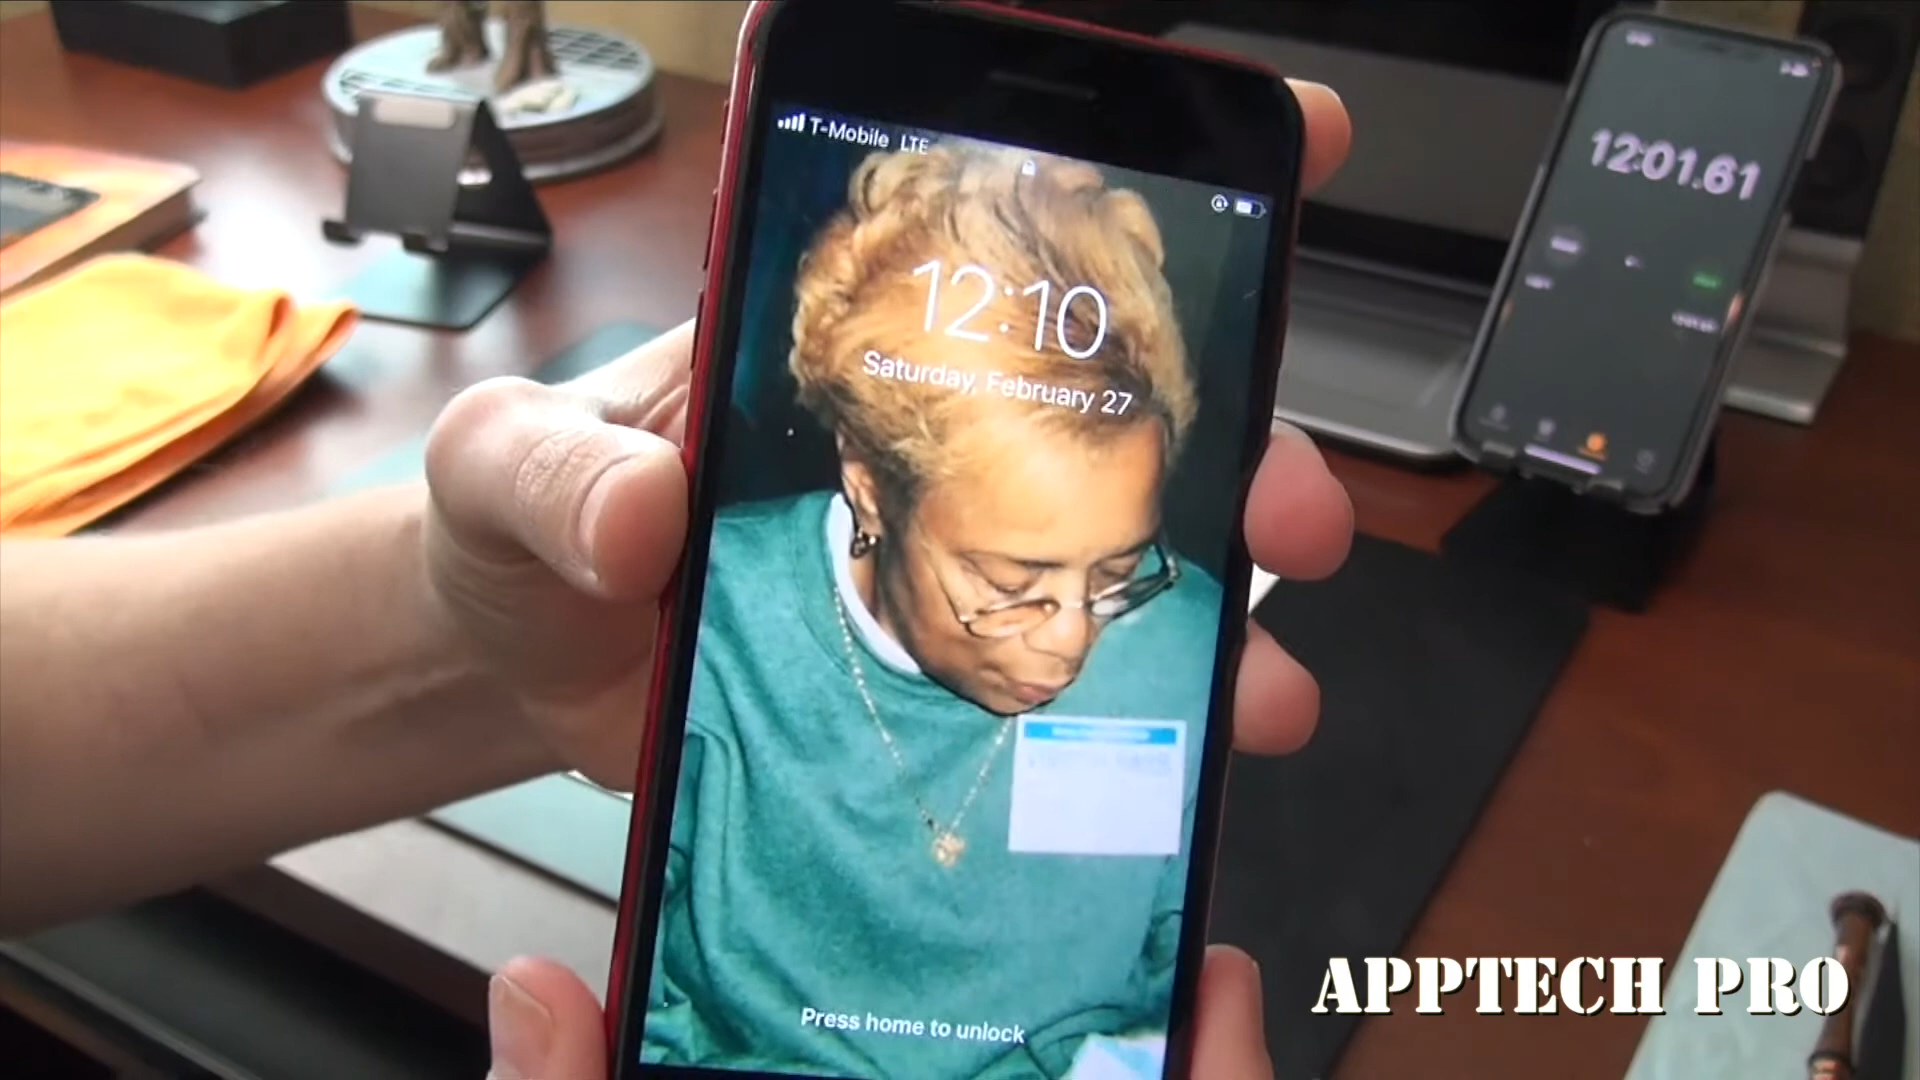 T-Mobile LTE
12:10
Saturday, February 27
Press home to unlock
12:01.61
APPTECH PRO